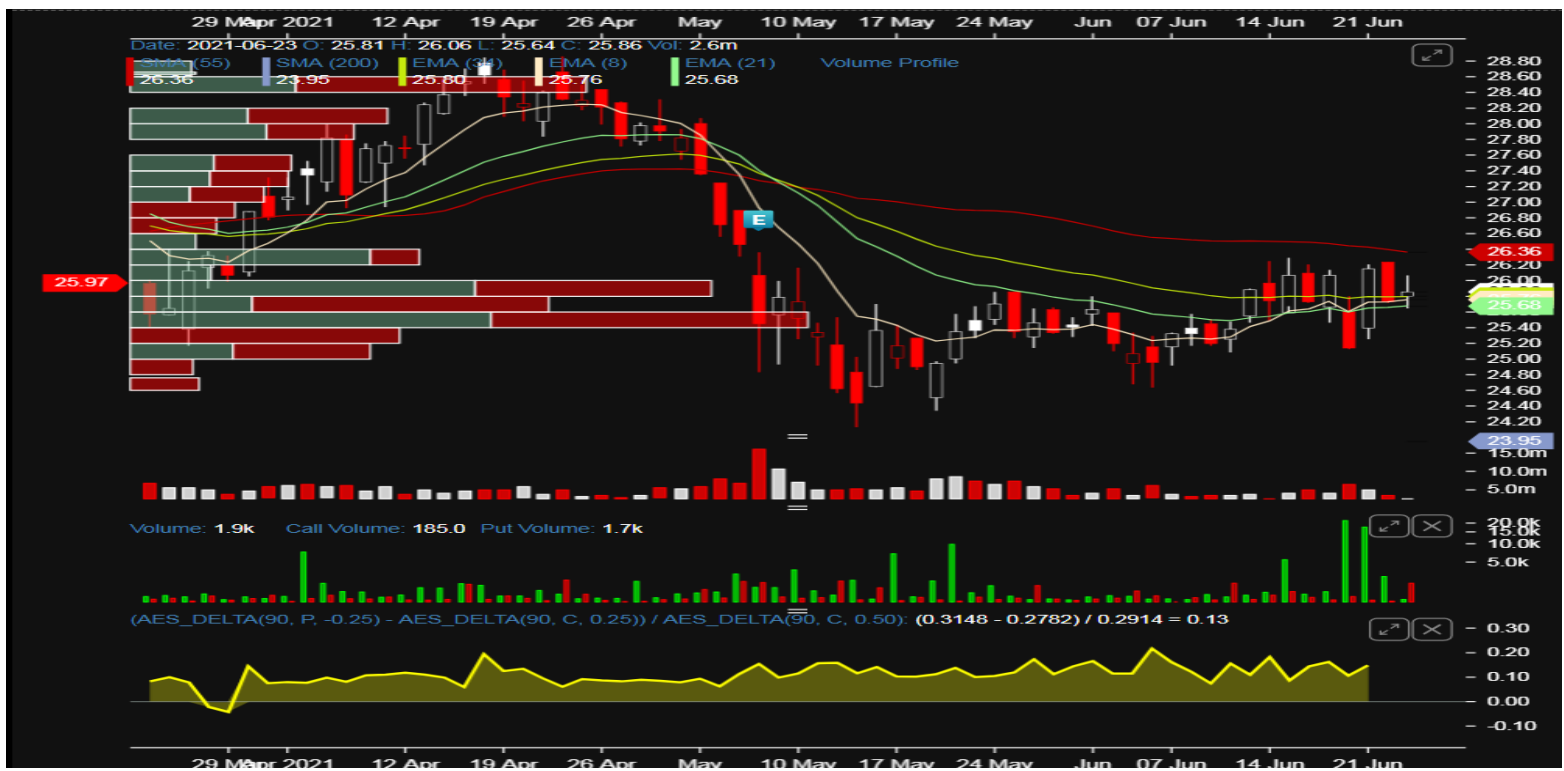 29 Mar Apr 2021 12 Apr 19 Apr 26 Apr May 10 May 17 May 24 May Jun 07 Jun 14 Jun 21 Jun
Date: 2021-06-23 O: 25.81 H: 26.06 L: 25.64 C: 25.86 Vol: 2.6m
SMA (55) SMA (200) EMA (34) EMA (8) EMA (21) Volume Profile
26.36 23.95 25.80 25.76 25.68
28.80
28.60
28.40
28.20
28.00
27.80
27.60
27.40
27.20
27.00
26.80
E
26.60
26.36
26.20
25.97
26.00
25.68
25.40
25.20
25.00
24.80
24.60
24.40
24.20
23.95
15.0m
10.0m
5.0m
Volume: 1.9k Call Volume: 185.0 Put Volume: 1.7k
20.0k
15.0k
10.0k
5.0k
(AES_DELTA(90, P, -0.25) - AES_DELTA(90, C, 0.25)) / AES_DELTA(90, C, 0.50): (0.3148 - 0.2782) / 0.2914 = 0.13
0.30
0.20
0.10
0.00
-0.10
29 Mar Apr 2021 12 Apr 19 Apr 26 Apr May 10 May 17 May 24 May Jun 07 Jun 14 Jun 21 Jun